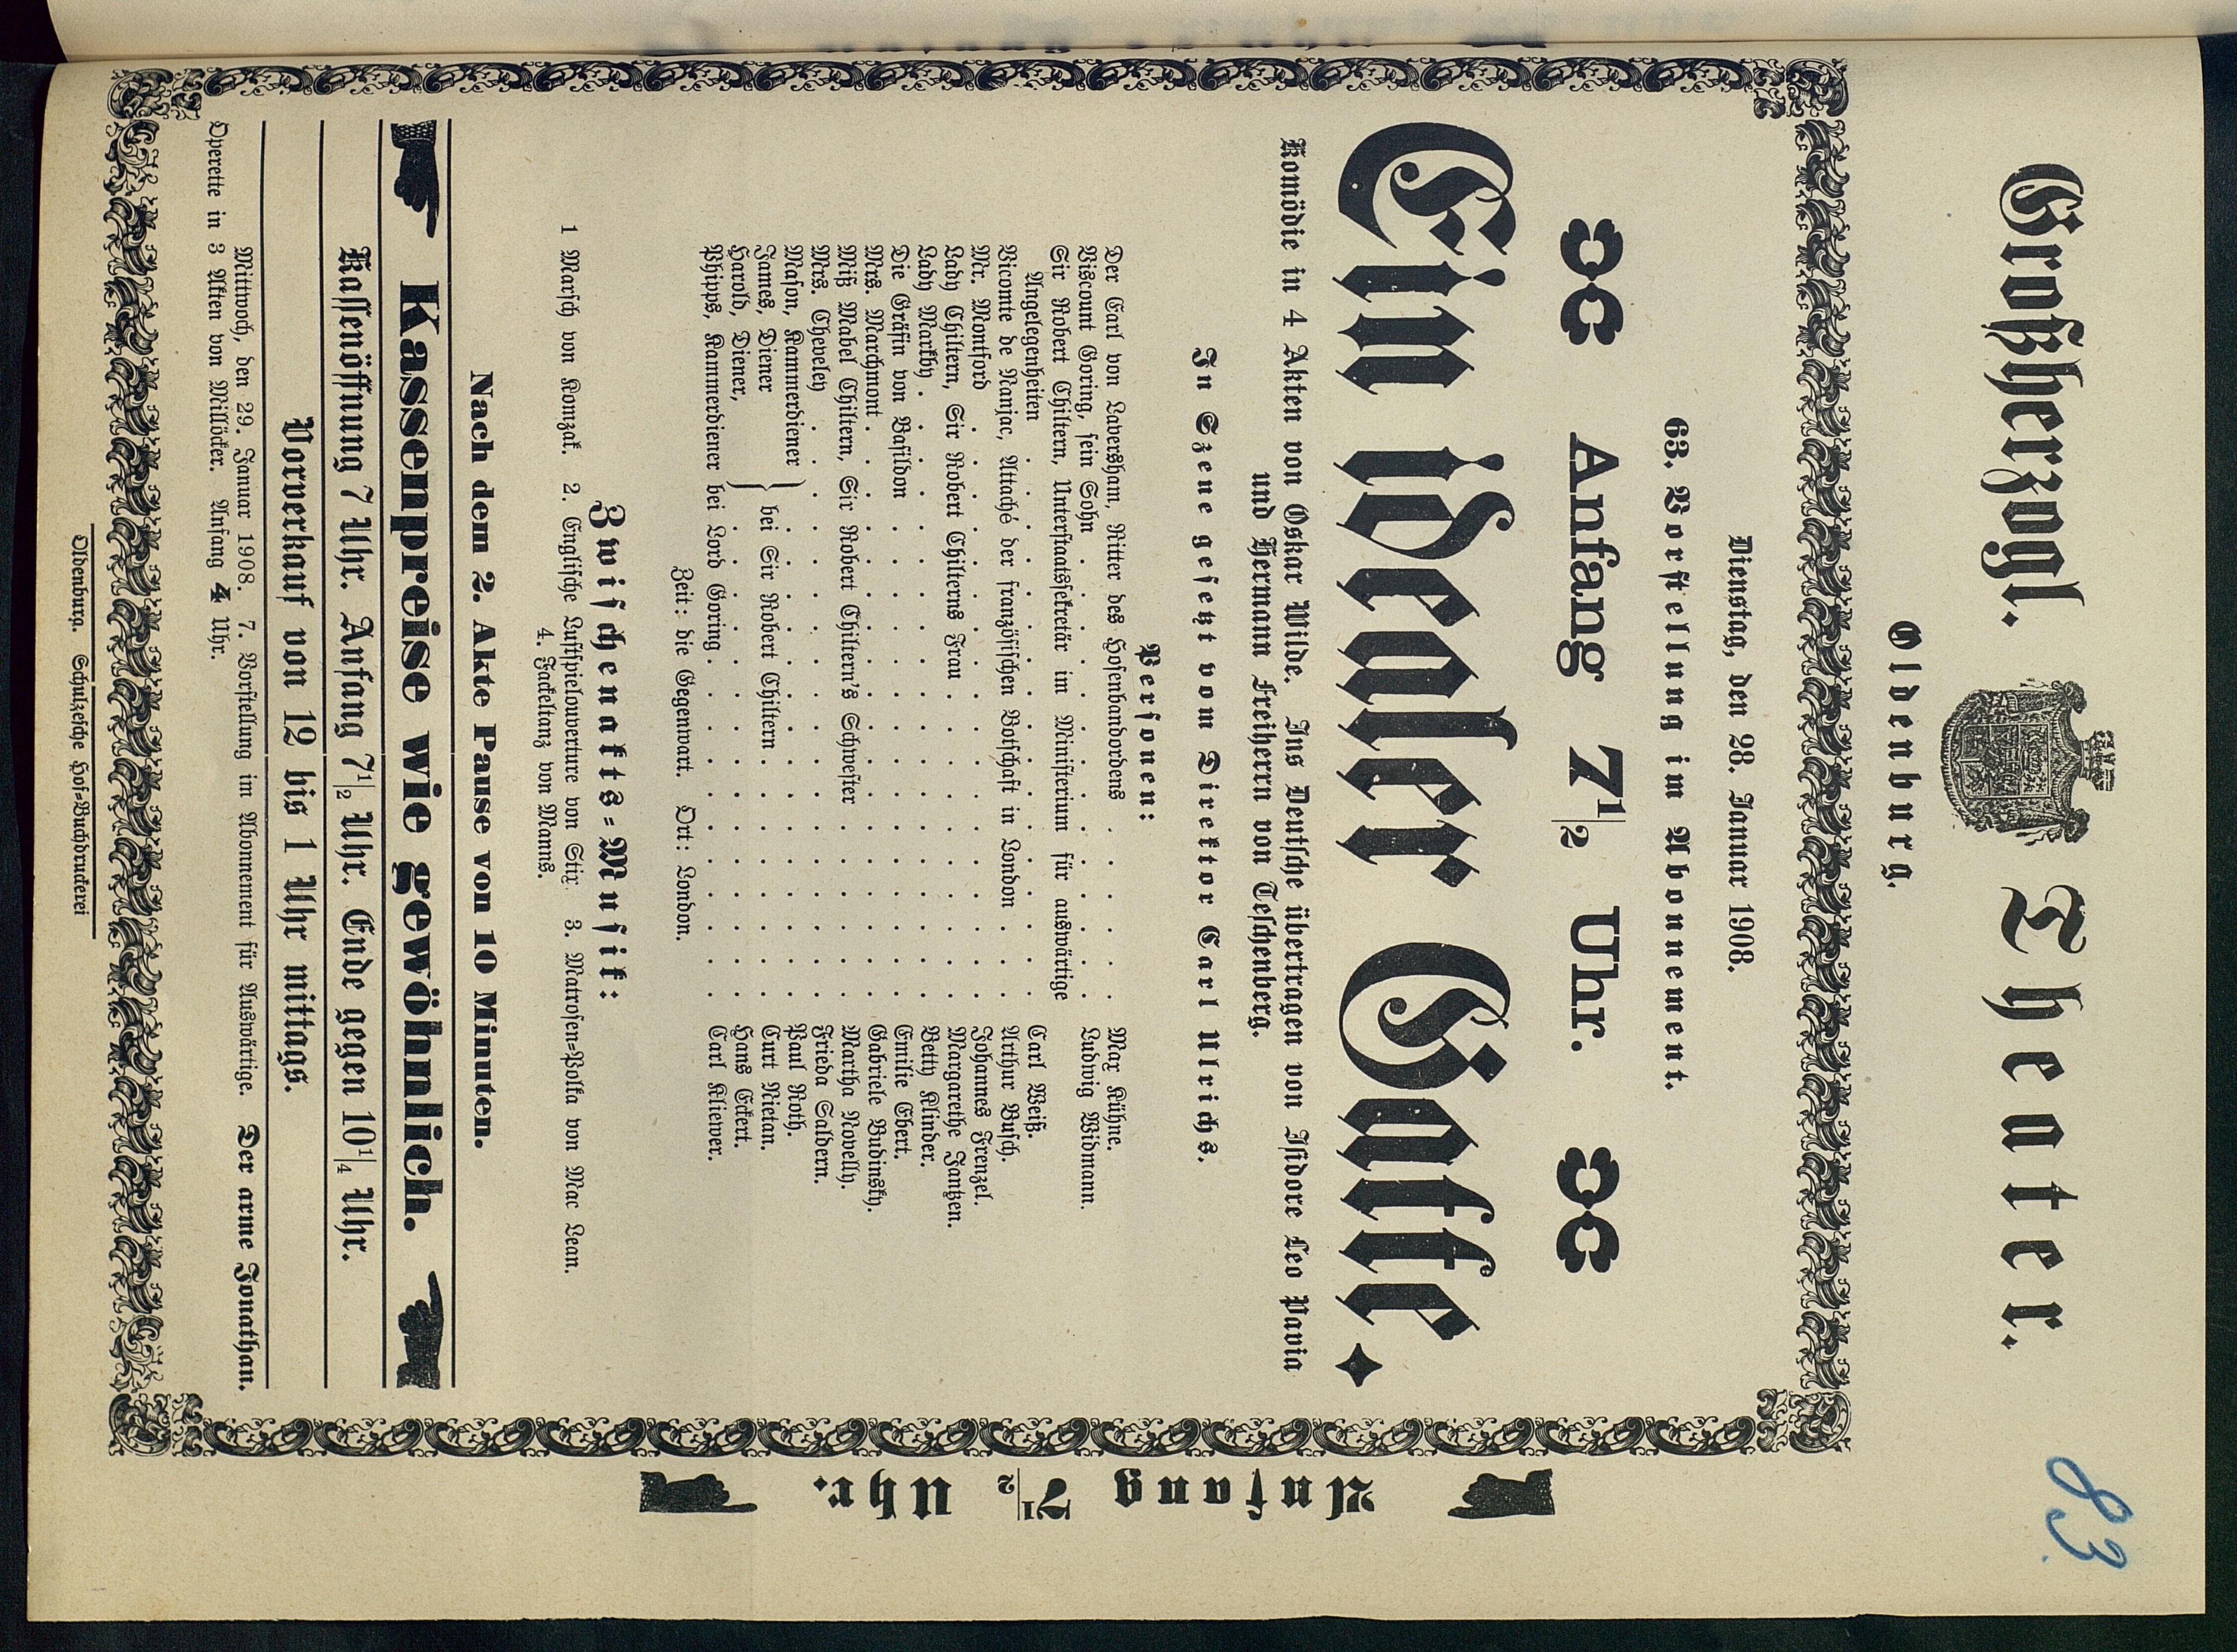 Großherzogl. Theater.
Oldenburg.
83
Dienstag, den 28. Januar 1908.
63. Vorstellung im Abonnement.
Anfang 7 1/2 Uhr.
Ein idealer Gatte
Komödie in 4 Akten von Oskar Wilde. Ins Deutsche übertragen von Isidore Leo Pavia
und Hermann Freiherrn von Teschenberg.
In Szene gesetzt vom Direktor Carl Ulrichs.
Personen:
Der Earl von Laversham, Ritter des Hosenbandordens . . . . Max Kühne.
Viscount Goring, sein Sohn . . . . . . . . Ludwig Widmann.
Sir Robert Chiltern, Unterstaatssekretär im Ministerium für auswärtige
Angelegenheiten . . . . . . . . . Carl Weiß.
Vicomte de Nanjac, Attaché der französischen Botschaft in London . . Arthur Busch.
Mr. Montford . . . . . . . . . . Johannes Frenzel.
Lady Chiltern, Sir Robert Chilterns Frau . . . . . . Margarethe Jantzen.
Lady Markby . . . . . . . . . . Betty Klinder.
Die Gräfin von Basildon . . . . . . . . Emilie Ebert.
Mrs. Marchmont . . . . . . . . . . Gabriele Budinsky.
Miß Mabel Chiltern, Sir Robert Chiltern's Schwester . . . . Martha Novelly.
Mrs. Cheveley . . . . . . . . . . Frieda Saldern.
Mason, Kammerdiener . . . . . . . . Paul Roth.
James, Diener } bei Sir Robert Chiltern . . . . . Curt Nietan.
Harold, Diener, . . . . . . . . . Hans Eckert.
Phipps, Kammerdiener bei Lord Goring . . . . . . Carl Kliewer.
Zeit: die Gegenwart. Ort: London.
Zwischenakts-Musik:
1 Marsch von Komzak. 2. Englische Lustspielouverture von Stix. 3. Matrosen-Polka von Mac Lean.
4. Fackeltanz von Manns.
Nach dem 2. Akte Pause von 10 Minuten.
Kassenpreise wie gewöhnlich.
Kassenöffnung 7 Uhr. Anfang 7 1/2 Uhr. Ende gegen 10 1/4 Uhr.
Vorverkauf von 12 bis 1 Uhr mittags.
Mittwoch, den 29. Januar 1908. 7. Vorstellung im Abonnement für Auswärtige. Der arme Jonathan.
Operette in 3 Akten von Millöcker. Anfang 4 Uhr.
Oldenburg. Schulzesche Hof-Buchdruckerei
Anfang 7 1/2 Uhr.